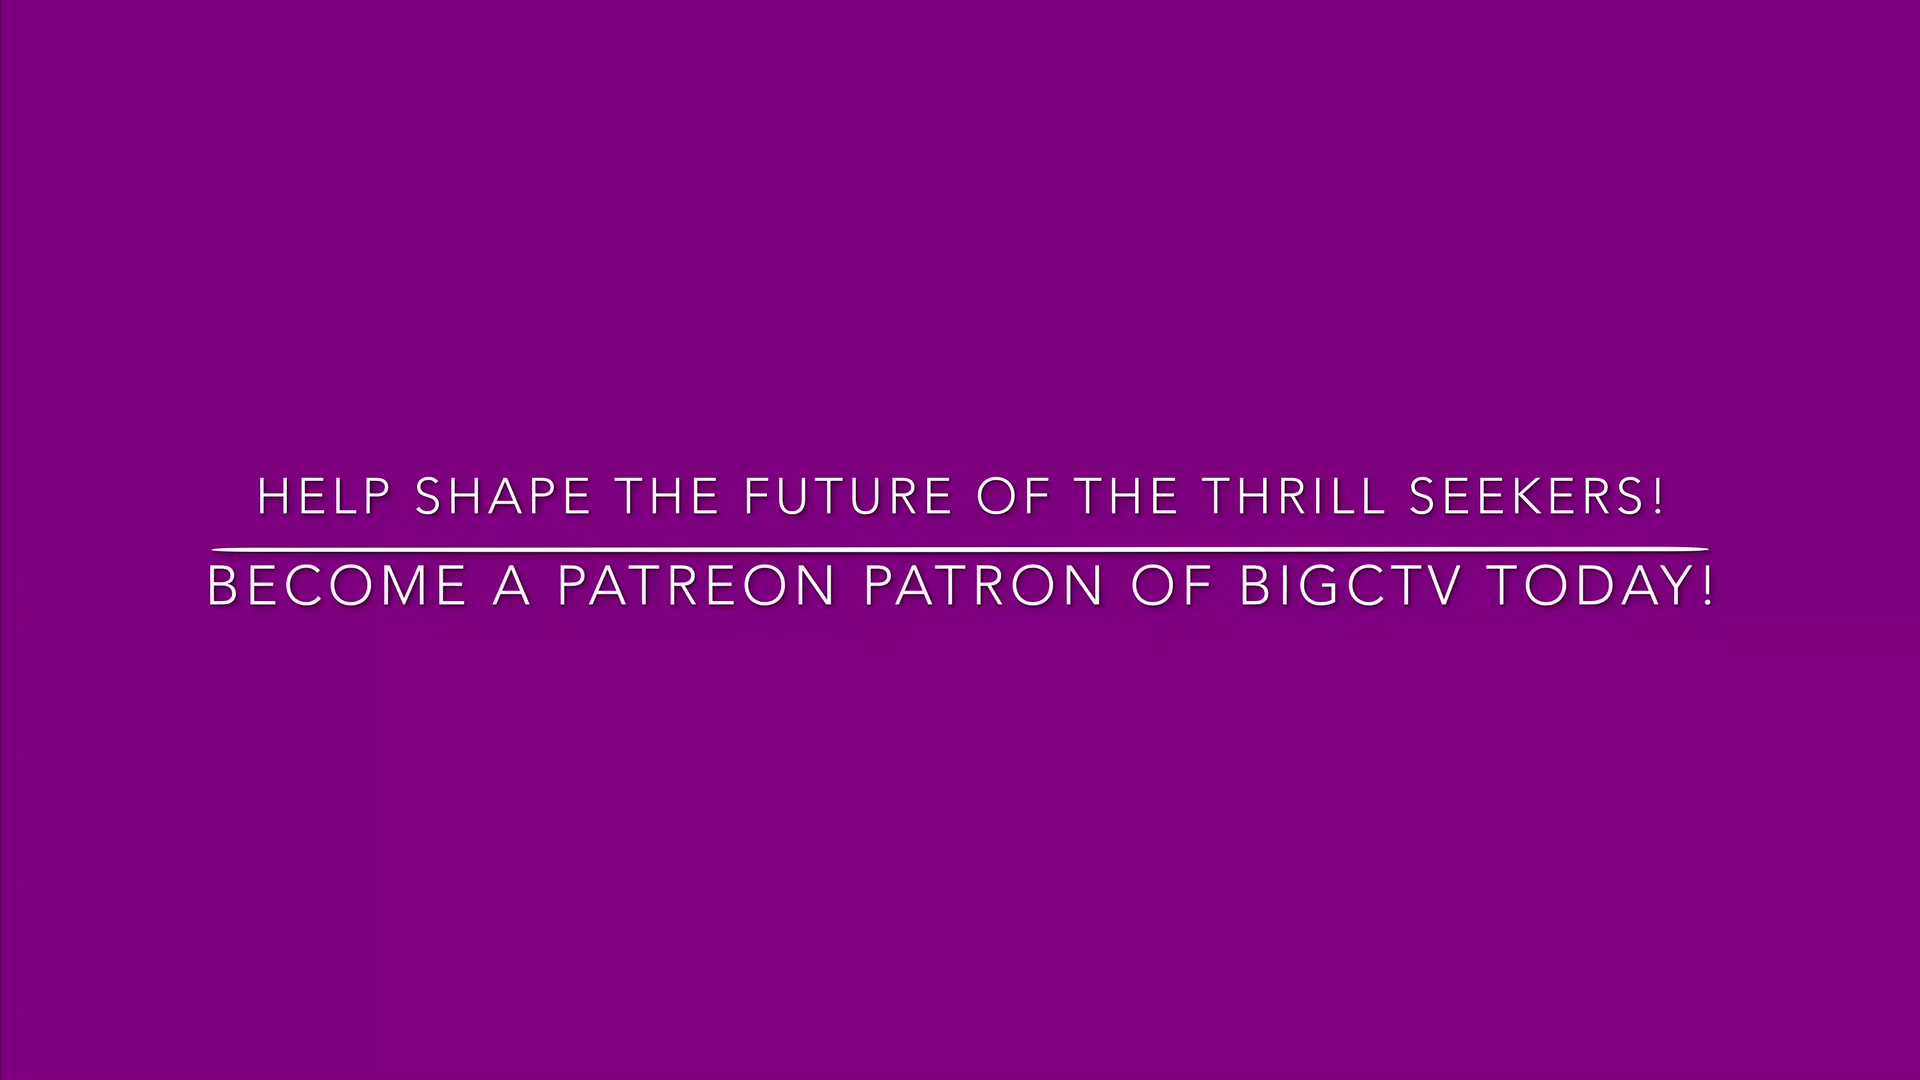 HELP SHAPE THE FUTURE OF THE THRILL SEEKERS!
BECOME A PATREON PATRON OF BIGCTV TODAY!